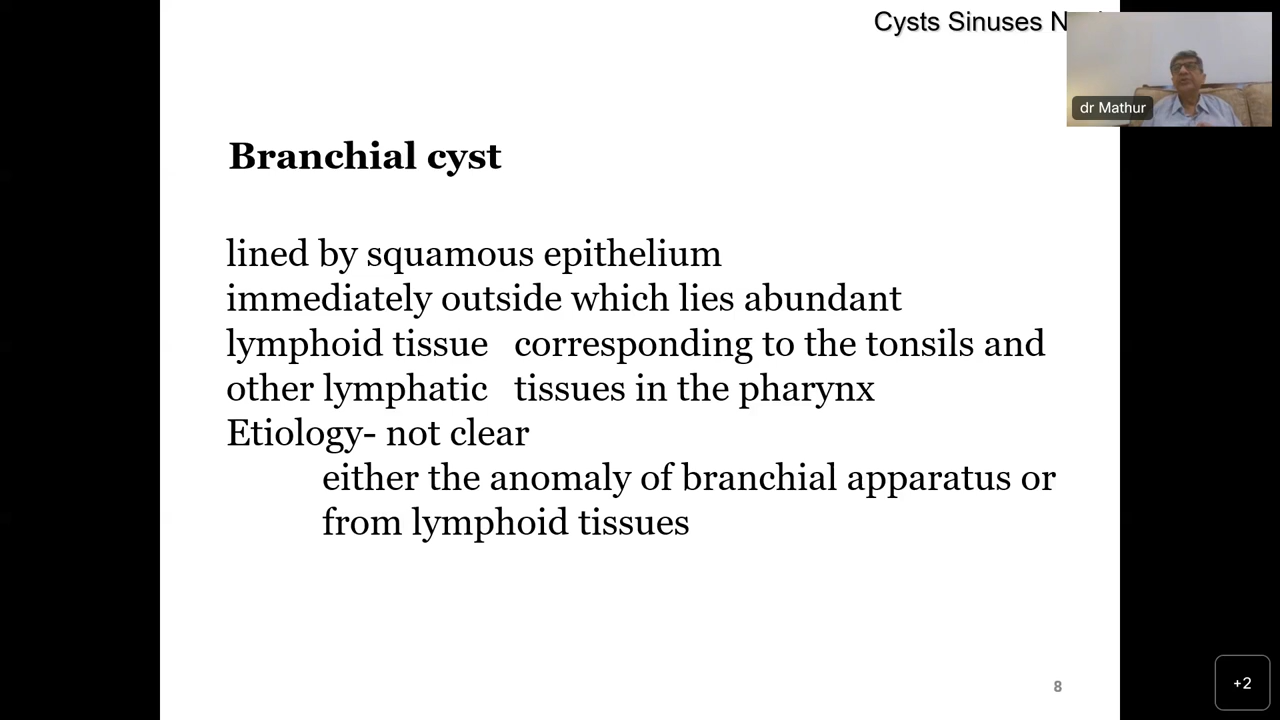 Cysts Sinuses
dr Mathur
Branchial cyst
lined by squamous epithelium
immediately outside which lies abundant
lymphoid tissue corresponding to the tonsils and
other lymphatic tissues in the pharynx
Etiology- not clear
either the anomaly of branchial apparatus or
from lymphoid tissues
8
+2